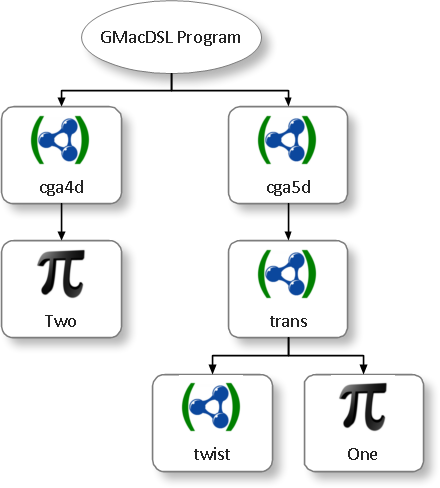 GMacDSL Program
cga4d
cga5d
π
Two
trans
twist
π
One